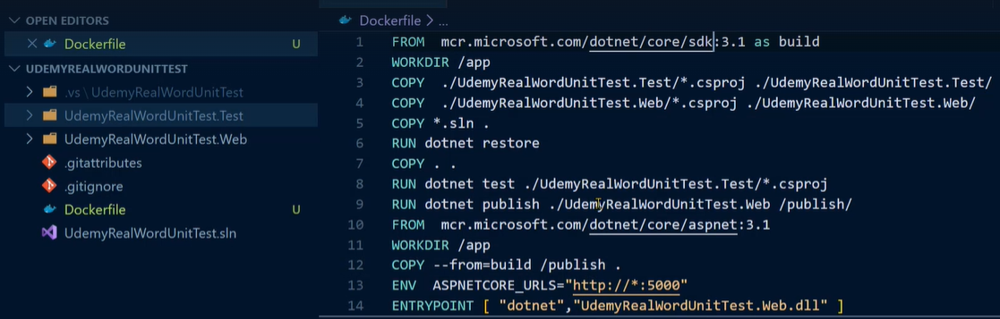 OPEN EDITORS
Dockerfile U
UDEMYREALWORDUNITTEST
.vs \ UdemyRealWordUnitTest
UdemyRealWordUnitTest.Test
UdemyRealWordUnitTest.Web
.gitattributes
.gitignore
Dockerfile U
UdemyRealWordUnitTest.sln
Dockerfile > ...
1 FROM  mcr.microsoft.com/dotnet/core/sdk:3.1 as build
2 WORKDIR /app
3 COPY  ./UdemyRealWordUnitTest.Test/*.csproj ./UdemyRealWordUnitTest.Test/
4 COPY  ./UdemyRealWordUnitTest.Web/*.csproj ./UdemyRealWordUnitTest.Web/
5 COPY *.sln .
6 RUN dotnet restore
7 COPY . .
8 RUN dotnet test ./UdemyRealWordUnitTest.Test/*.csproj
9 RUN dotnet publish ./UdemyRealWordUnitTest.Web /publish/
10 FROM  mcr.microsoft.com/dotnet/core/aspnet:3.1
11 WORKDIR /app
12 COPY --from=build /publish .
13 ENV  ASPNETCORE_URLS="http://*:5000"
14 ENTRYPOINT [ "dotnet","UdemyRealWordUnitTest.Web.dll" ]